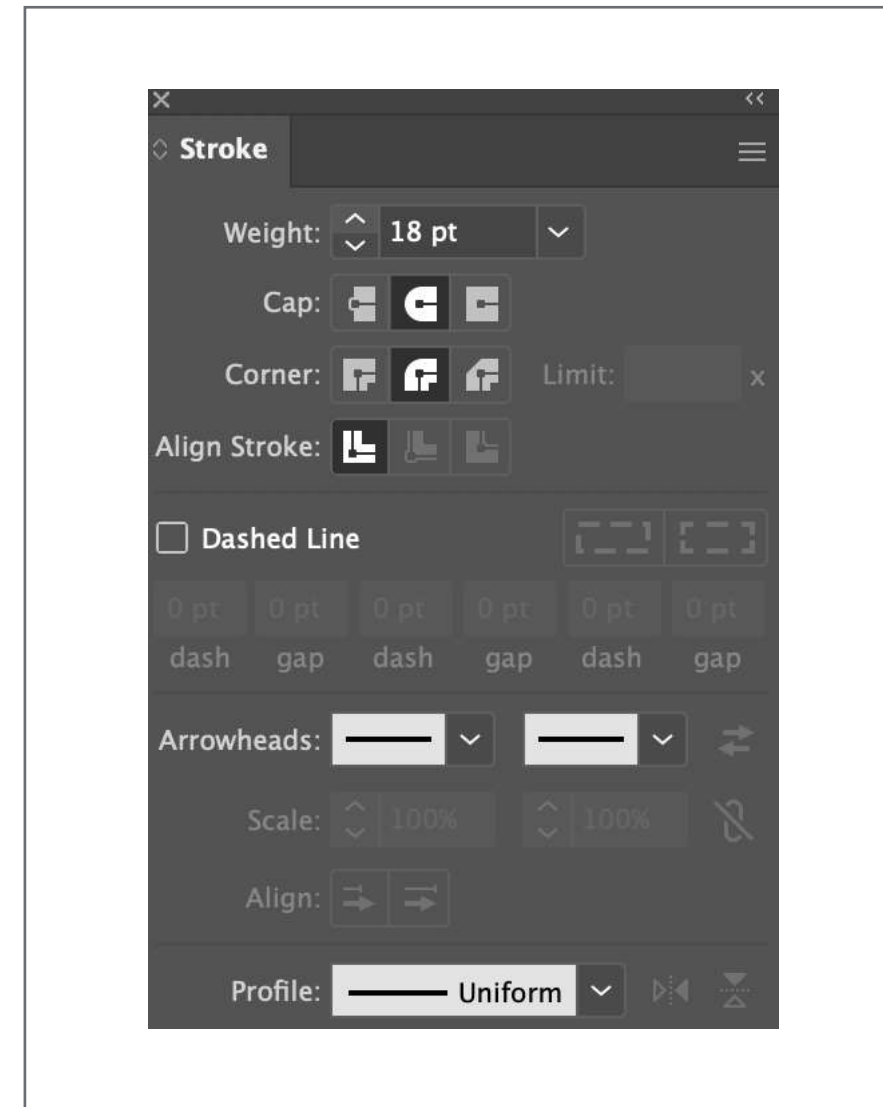 Stroke
Weight: 18 pt
Cap:
Corner: Limit: x
Align Stroke:
Dashed Line
0 pt 0 pt 0 pt 0 pt 0 pt 0 pt
dash gap dash gap dash gap
Arrowheads:
Scale: 100% 100%
Align:
Profile: Uniform